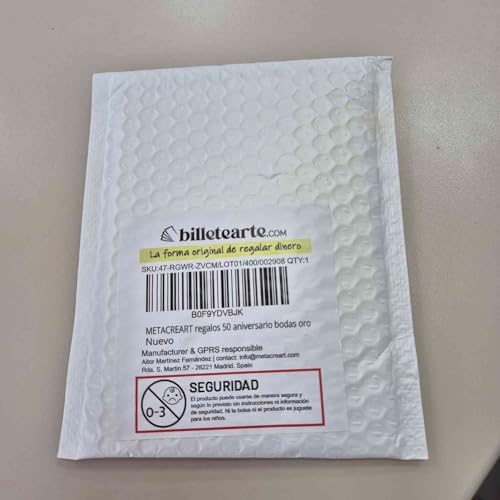 billetearte.COM
La forma original de regalar dinero
SKU:47-RGWR-ZVCM/LOT01/400/002908 QTY:1
B0F9YDVBJK
METACREART regalos 50 aniversario bodas oro
Nuevo
Manufacturer & GPRS responsible
Aitor Martínez Fernández | contact: info@metacreart.com
Rda. S. Martin 57 - 28221 Madrid. Spain
0-3
SEGURIDAD
El producto puede usarse de manera segura y
según lo previsto sin instrucciones ni información
de seguridad. Ni la bolsa ni el producto es juguete
para los niños.